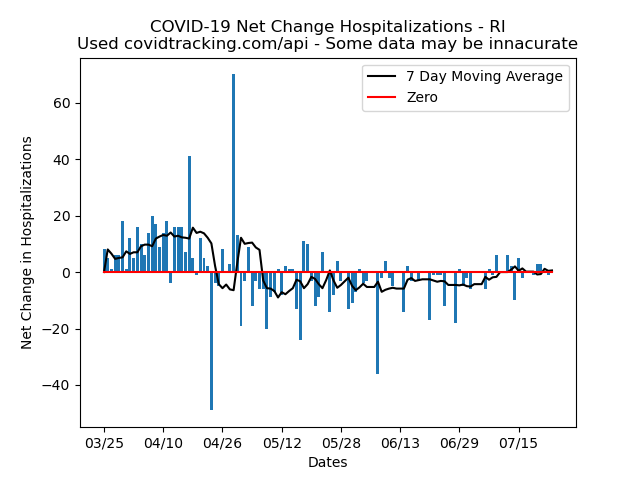 COVID-19 Net Change Hospitalizations - RI
Used covidtracking.com/api - Some data may be innacurate
7 Day Moving Average
Zero
Net Change in Hospitalizations
60
40
20
0
−20
−40
03/25 04/10 04/26 05/12 05/28 06/13 06/29 07/15
Dates